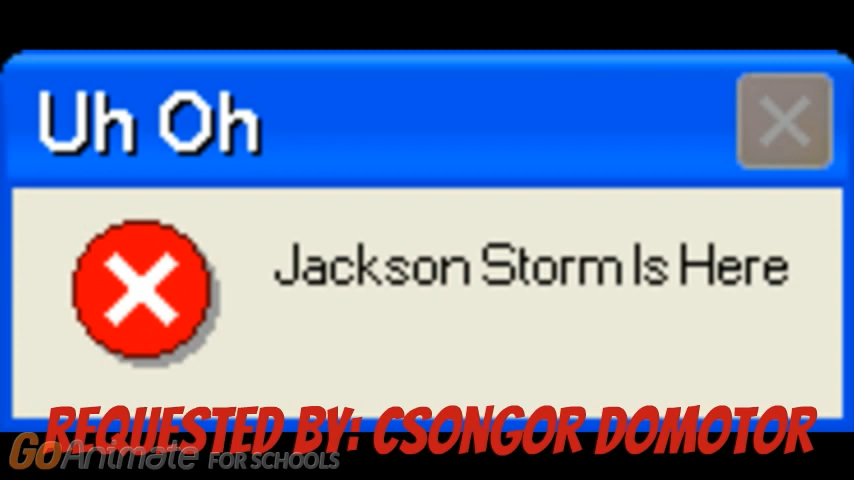 Uh Oh
Jackson Storm Is Here
REQUESTED BY: CSONGOR DOMOTOR
GoAnimate FOR SCHOOLS